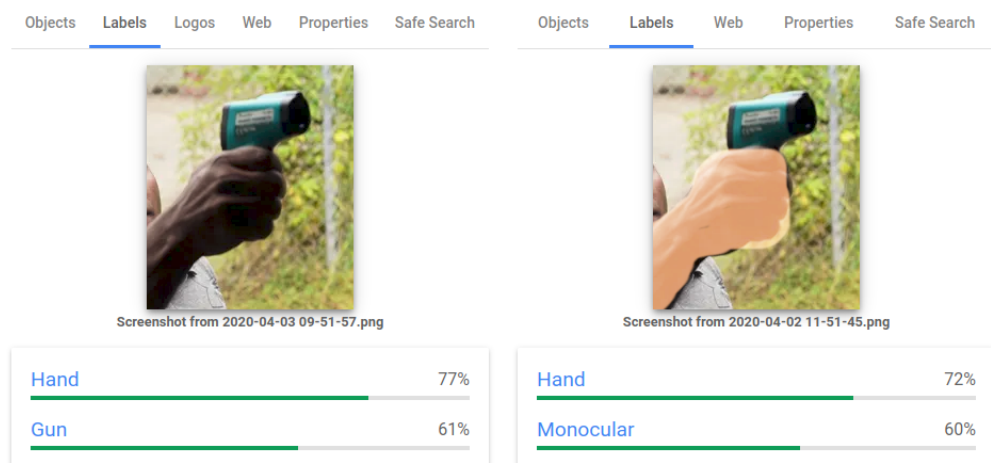 Objects Labels Logos Web Properties Safe Search
Screenshot from 2020-04-03 09-51-57.png
Hand 77%
Gun 61%
Objects Labels Web Properties Safe Search
Screenshot from 2020-04-02 11-51-45.png
Hand 72%
Monocular 60%